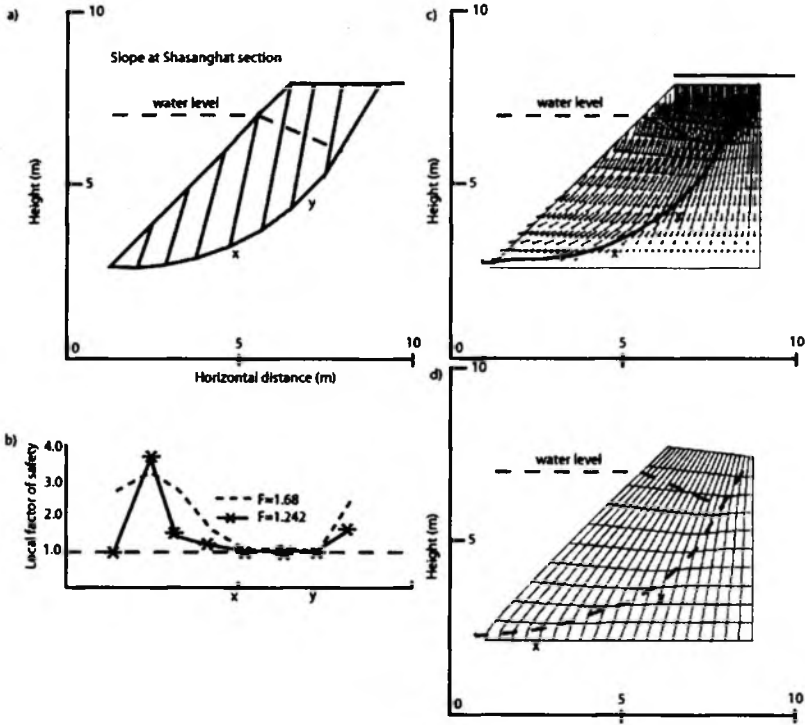 a)
10
Slope at Shasanghat section
water level
Height (m)
5
y
x
0
5
10
Horizontal distance (m)
b)
Local factor of safety
4.0
3.0
2.0
1.0
F=1.68
F=1.242
x
y
c)
10
water level
Height (m)
5
x
0
5
10
d)
10
water level
Height (m)
5
x
0
5
10